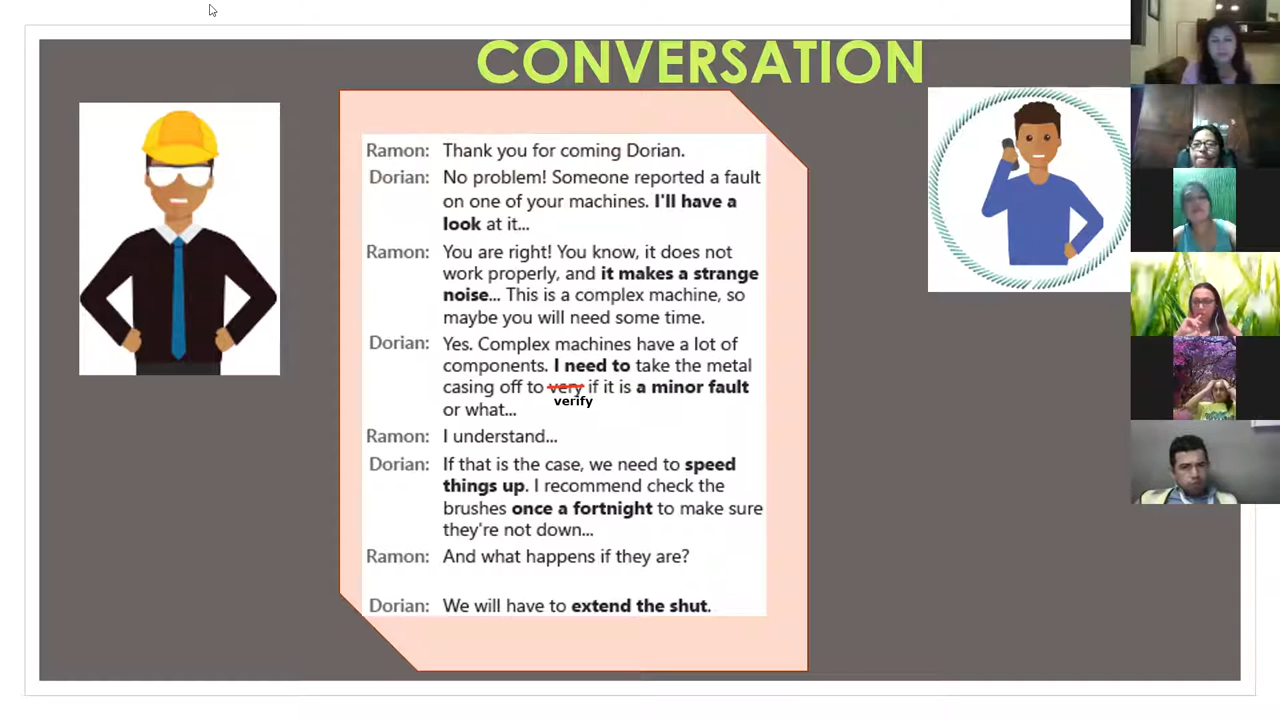 CONVERSATION
Ramon: Thank you for coming Dorian.
Dorian: No problem! Someone reported a fault
on one of your machines. I'll have a
look at it...
Ramon: You are right! You know, it does not
work properly, and it makes a strange
noise... This is a complex machine, so
maybe you will need some time.
Dorian: Yes. Complex machines have a lot of
components. I need to take the metal
casing off to very if it is a minor fault
verify
or what...
Ramon: I understand...
Dorian: If that is the case, we need to speed
things up. I recommend check the
brushes once a fortnight to make sure
they're not down...
Ramon: And what happens if they are?
Dorian: We will have to extend the shut.